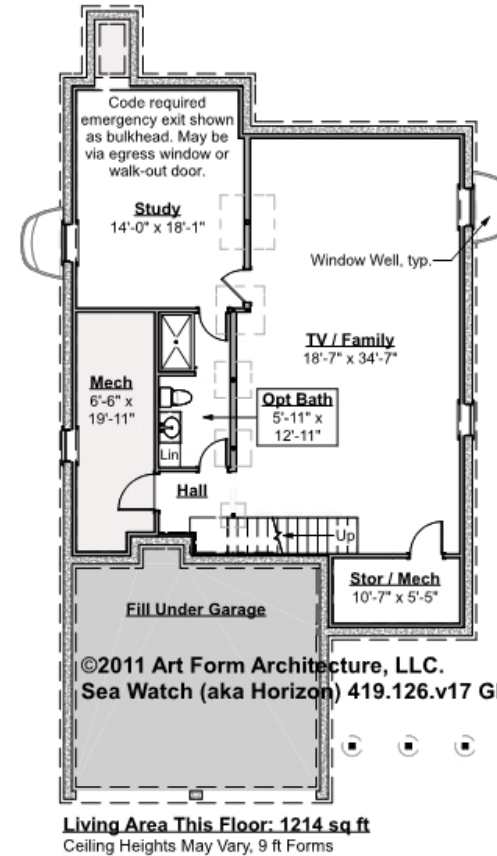 Code required
emergency exit shown
as bulkhead. May be
via egress window or
walk-out door.
Study
14'-0" x 18'-1"
Window Well, typ.
TV / Family
18'-7" x 34'-7"
Mech
6'-6" x
19'-11"
Opt Bath
5'-11" x
12'-11"
Lin
Hall
Up
Stor / Mech
10'-7" x 5'-5"
Fill Under Garage
©2011 Art Form Architecture, LLC.
Sea Watch (aka Horizon) 419.126.v17 G
Living Area This Floor: 1214 sq ft
Ceiling Heights May Vary, 9 ft Forms